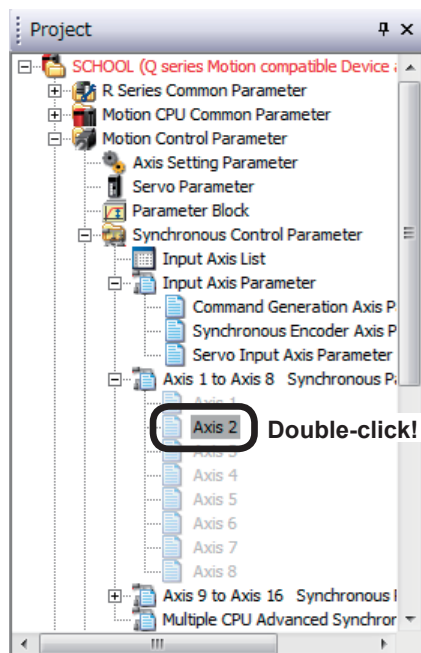 Project
SCHOOL (Q series Motion compatible Device a
R Series Common Parameter
Motion CPU Common Parameter
Motion Control Parameter
Axis Setting Parameter
Servo Parameter
Parameter Block
Synchronous Control Parameter
Input Axis List
Input Axis Parameter
Command Generation Axis P
Synchronous Encoder Axis P
Servo Input Axis Parameter
Axis 1 to Axis 8 Synchronous Pa
Axis 1
Axis 2 Double-click!
Axis 3
Axis 4
Axis 5
Axis 6
Axis 7
Axis 8
Axis 9 to Axis 16 Synchronous
Multiple CPU Advanced Synchror